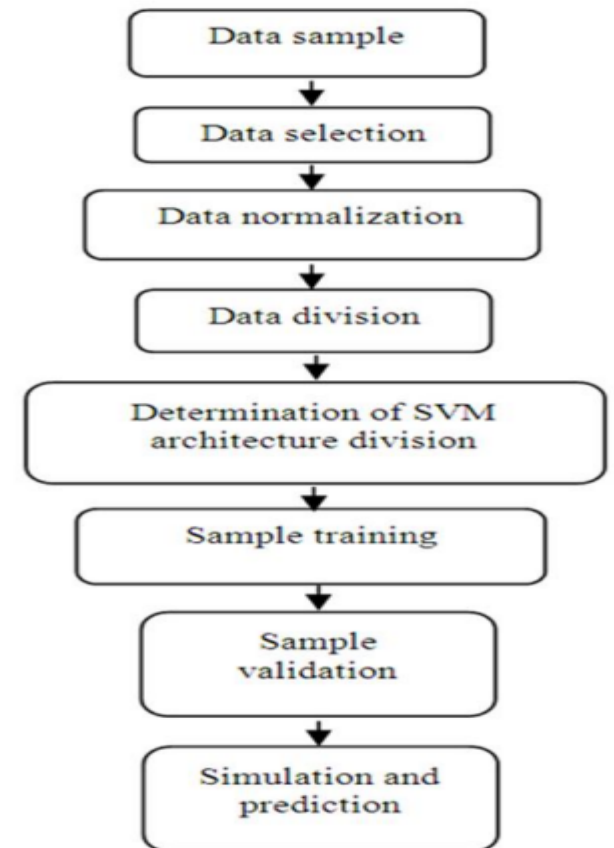 Data sample
Data selection
Data normalization
Data division
Determination of SVM
architecture division
Sample training
Sample
validation
Simulation and
prediction